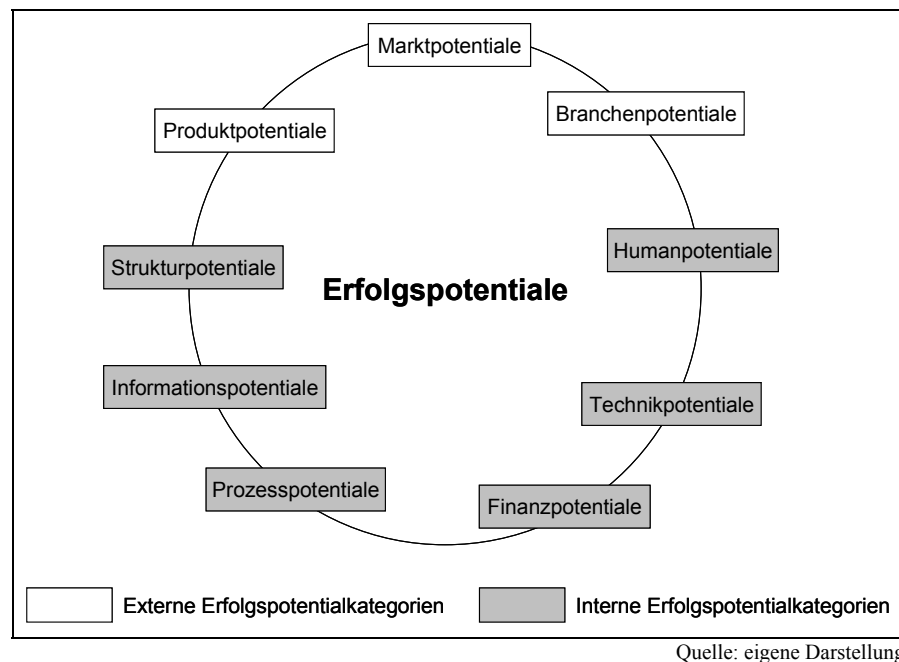 Marktpotentiale
Branchenpotentiale
Produktpotentiale
Humanpotentiale
Strukturpotentiale
Erfolgspotentiale
Informationspotentiale
Technikpotentiale
Prozesspotentiale
Finanzpotentiale
Externe Erfolgspotentialkategorien
Interne Erfolgspotentialkategorien
Quelle: eigene Darstellung